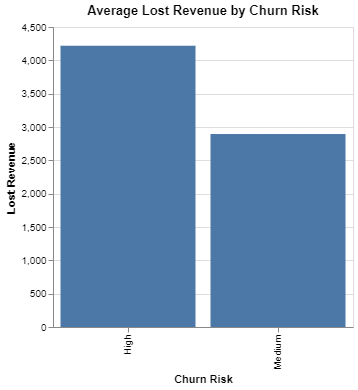 Average Lost Revenue by Churn Risk
4,500
4,000
3,500
3,000
2,500
2,000
1,500
1,000
500
0
Lost Revenue
High
Medium
Churn Risk